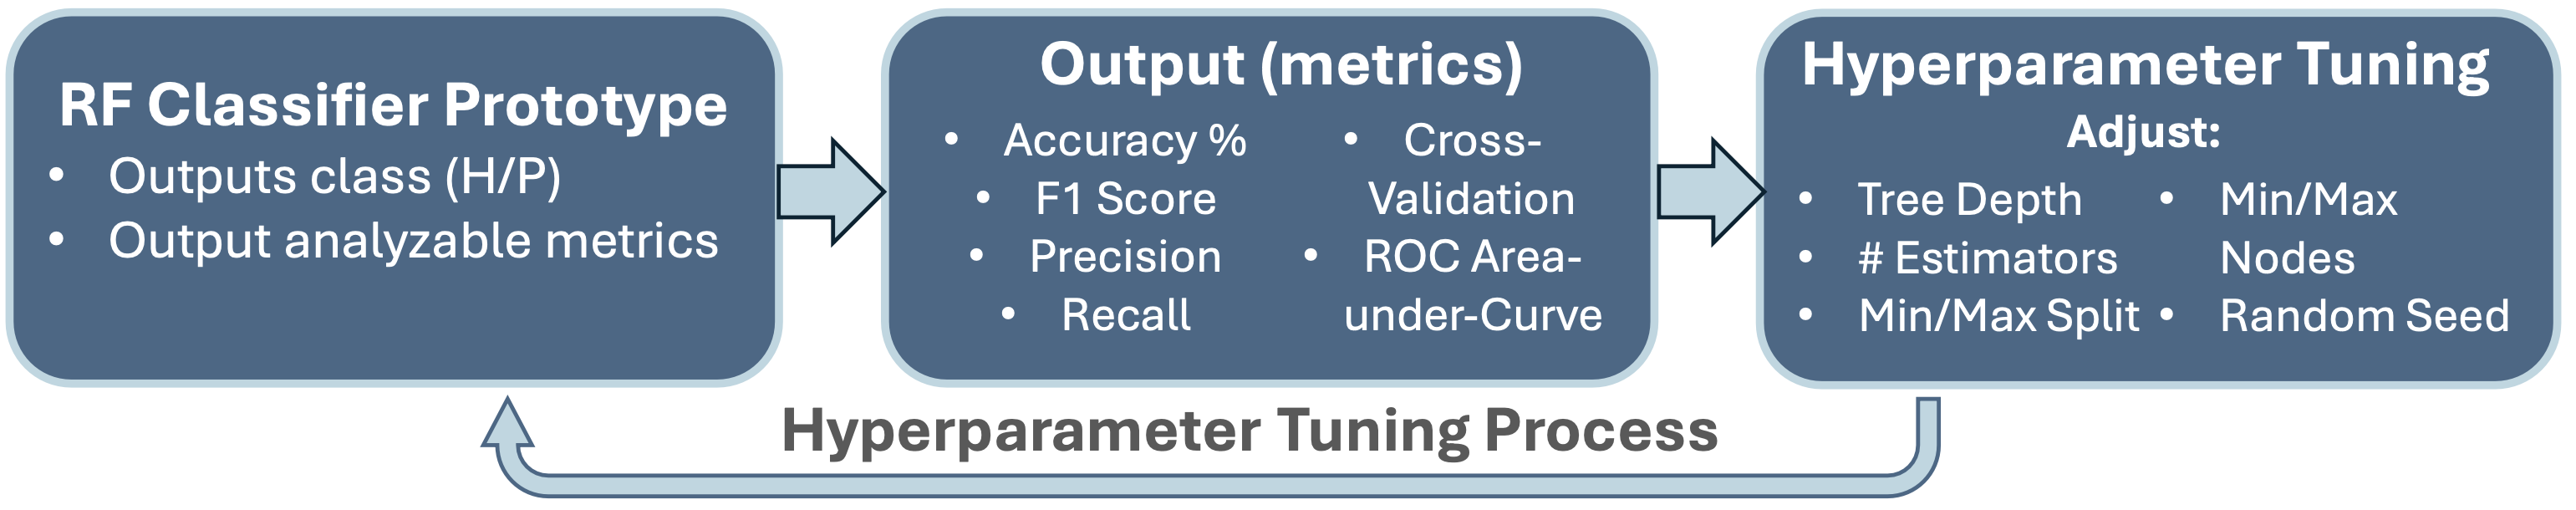 RF Classifier Prototype
• Outputs class (H/P)
• Output analyzable metrics
Output (metrics)
• Accuracy %
• F1 Score
• Precision
• Recall
• Cross-
Validation
• ROC Area-
under-Curve
Hyperparameter Tuning
Adjust:
• Tree Depth
• # Estimators
• Min/Max Split
• Min/Max
Nodes
• Random Seed
Hyperparameter Tuning Process